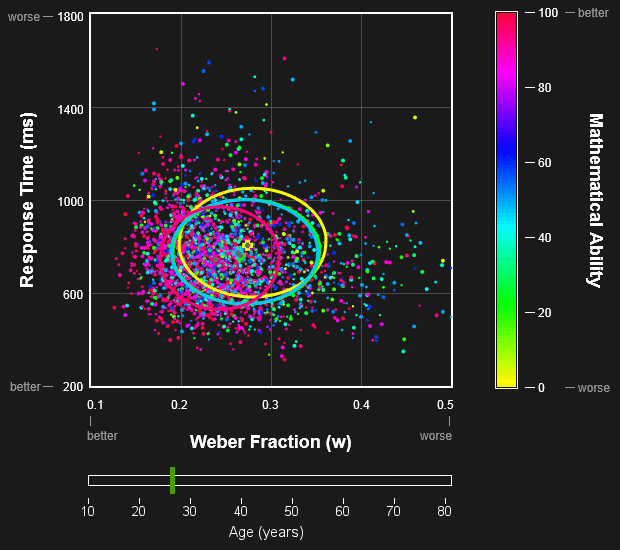 worse
1800
1400
1000
600
better
200
Response Time (ms)
0.1
0.2
0.3
0.4
0.5
better
worse
Weber Fraction (w)
10
20
30
40
50
60
70
80
Age (years)
100
better
80
60
40
20
0
worse
Mathematical Ability